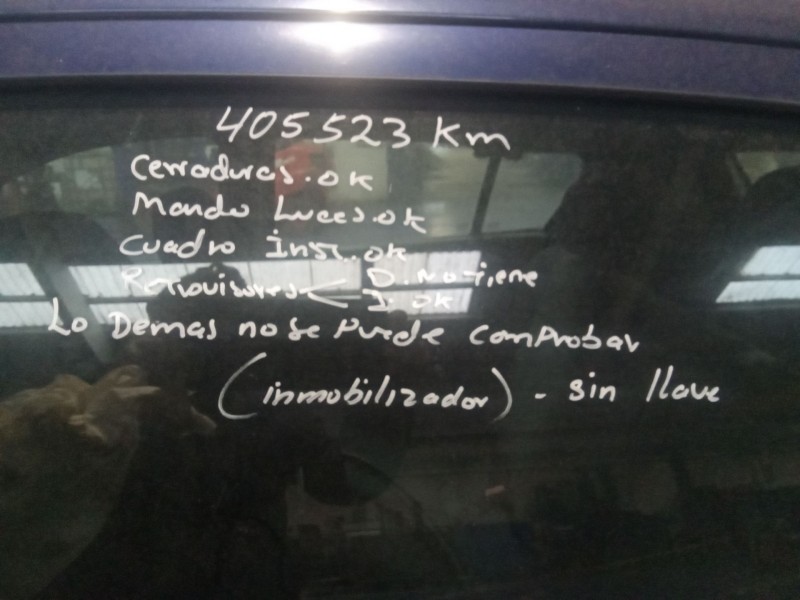 405523 Km
Cerraduras.ok
Mando Luces.ok
Cuadro inst..ok
Retrovisores < D. No tiene
I. ok
Lo Demas no se Puede comprobar
(inmobilizador) - sin llave